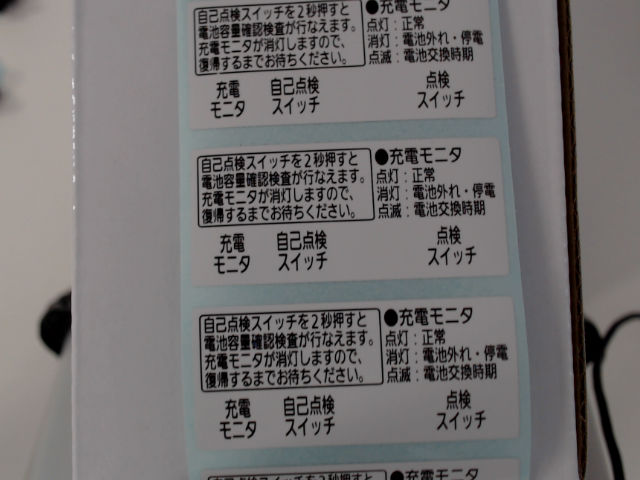 自己点検スイッチを2秒押すと
電池容量確認検査が行なえます。
充電モニタが消灯しますので、
復帰するまでお待ちください。
●充電モニタ
点灯：正常
消灯：電池外れ・停電
点滅：電池交換時期
充電
モニタ
自己点検
スイッチ
点検
スイッチ
自己点検スイッチを2秒押すと
電池容量確認検査が行なえます。
充電モニタが消灯しますので、
復帰するまでお待ちください。
●充電モニタ
点灯：正常
消灯：電池外れ・停電
点滅：電池交換時期
充電
モニタ
自己点検
スイッチ
点検
スイッチ
自己点検スイッチを2秒押すと
電池容量確認検査が行なえます。
充電モニタが消灯しますので、
復帰するまでお待ちください。
●充電モニタ
点灯：正常
消灯：電池外れ・停電
点滅：電池交換時期
充電
モニタ
自己点検
スイッチ
点検
スイッチ
自己点検スイッチを2秒押すと
●充電モニタ